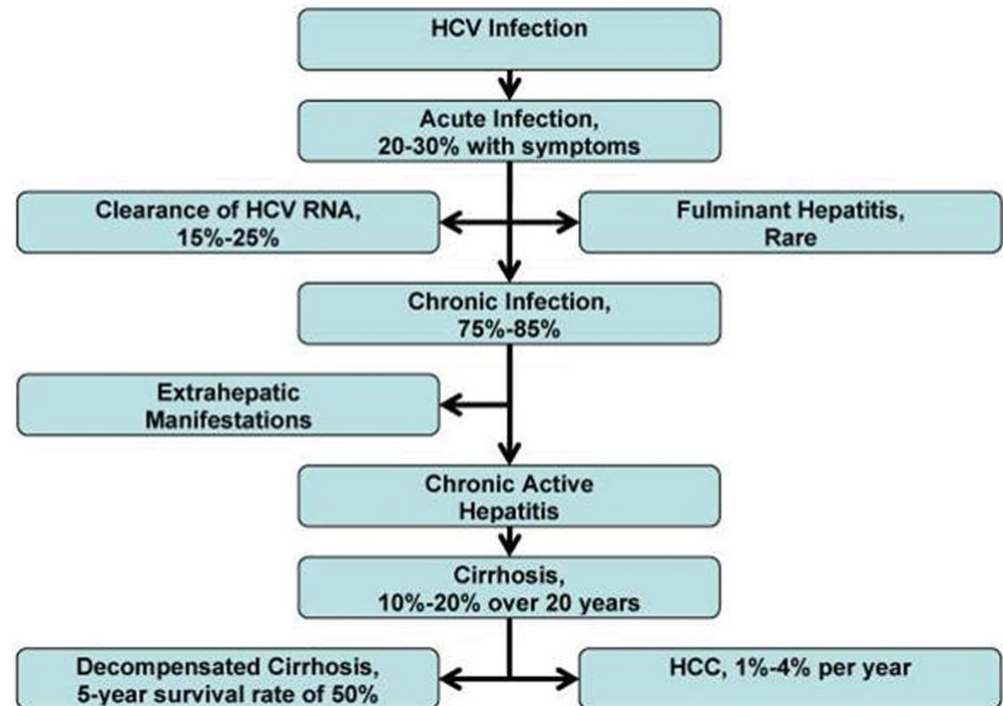 HCV Infection
Acute Infection,
20-30% with symptoms
Clearance of HCV RNA,
15%-25%
Fulminant Hepatitis,
Rare
Chronic Infection,
75%-85%
Extrahepatic
Manifestations
Chronic Active
Hepatitis
Cirrhosis,
10%-20% over 20 years
Decompensated Cirrhosis,
5-year survival rate of 50%
HCC, 1%-4% per year